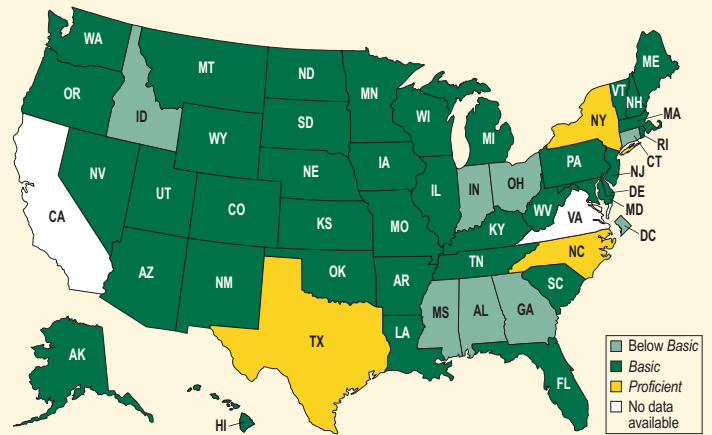 WA
MT
ND
MN
ME
VT
NH
MA
OR
ID
SD
WI
NY
RI
WY
MI
CT
IA
PA
NJ
NV
NE
IL
IN
OH
DE
UT
CO
WV
MD
CA
KS
MO
KY
VA
DC
AZ
NM
OK
AR
TN
NC
SC
MS
AL
GA
TX
LA
AK
FL
HI
Below Basic
Basic
Proficient
No data
available